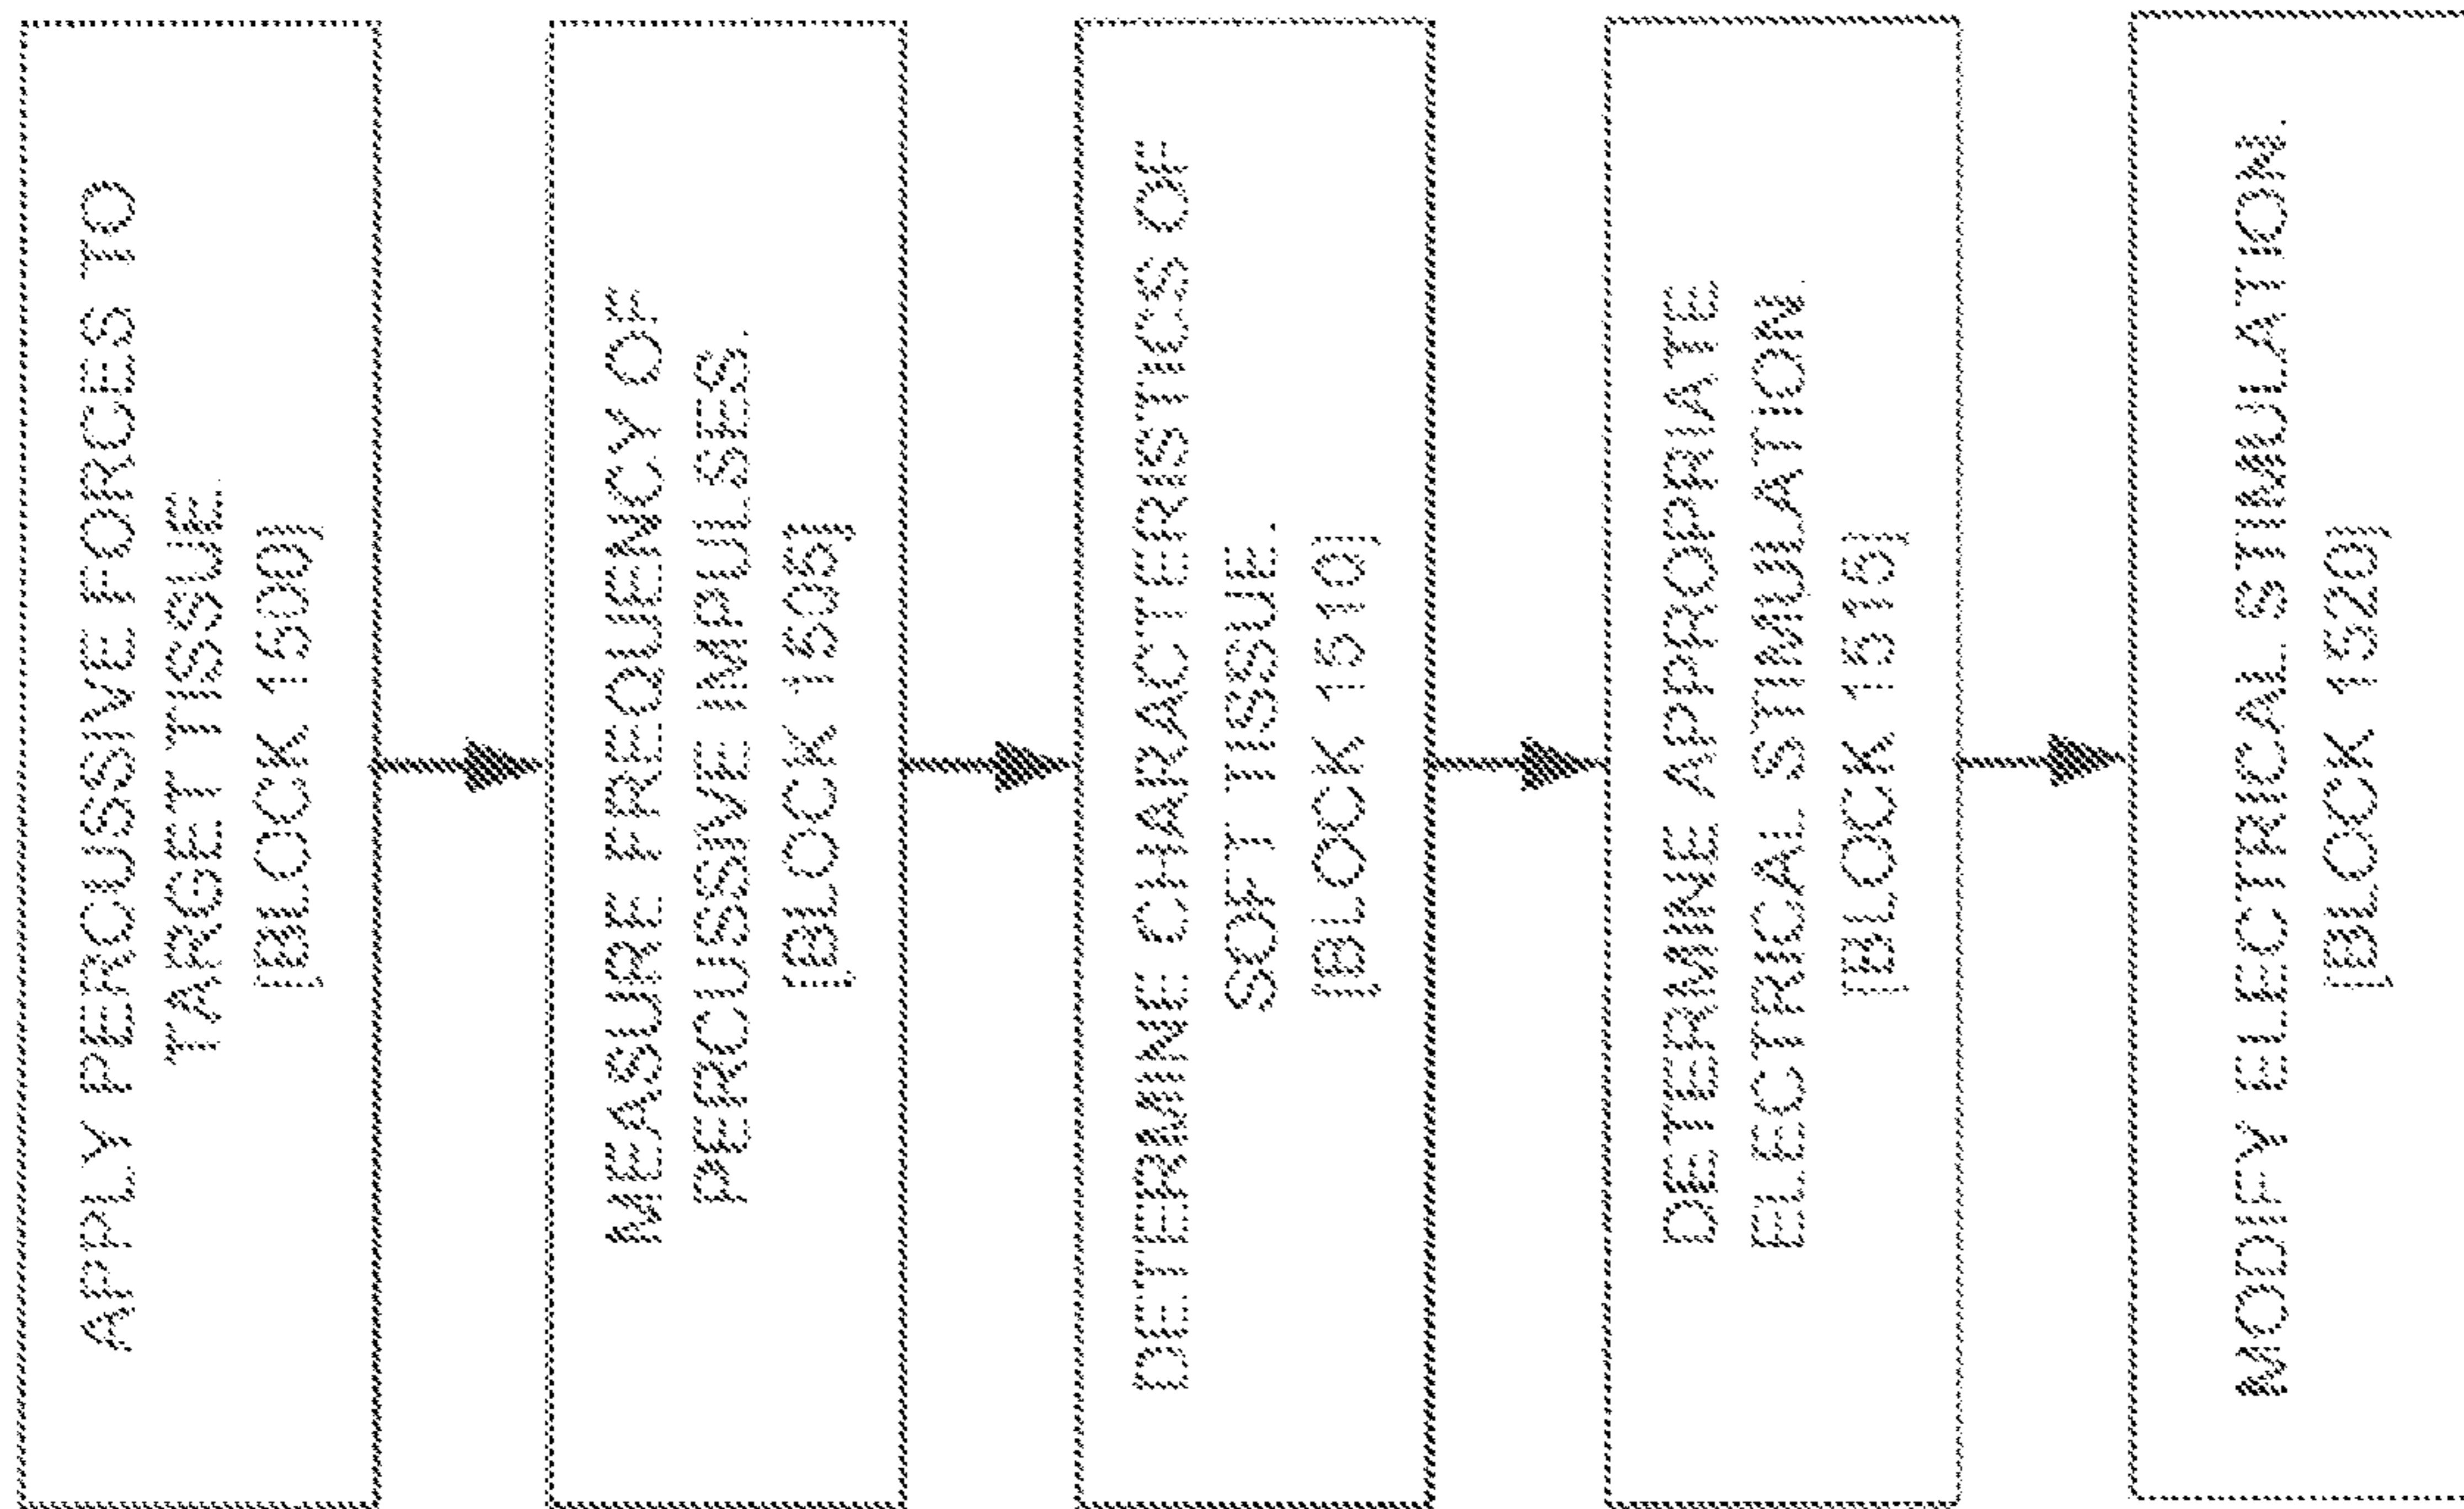 APPLY PERCUSSIVE FORCES TO
TARGET TISSUE.
[BLOCK 1500]
MEASURE FREQUENCY OF
PERCUSSIVE IMPULSES.
[BLOCK 1505]
DETERMINE CHARACTERISTICS OF
SOFT TISSUE.
[BLOCK 1510]
DETERMINE APPROPRIATE
ELECTRICAL STIMULATION.
[BLOCK 1515]
MODIFY ELECTRICAL STIMULATION.
[BLOCK 1520]